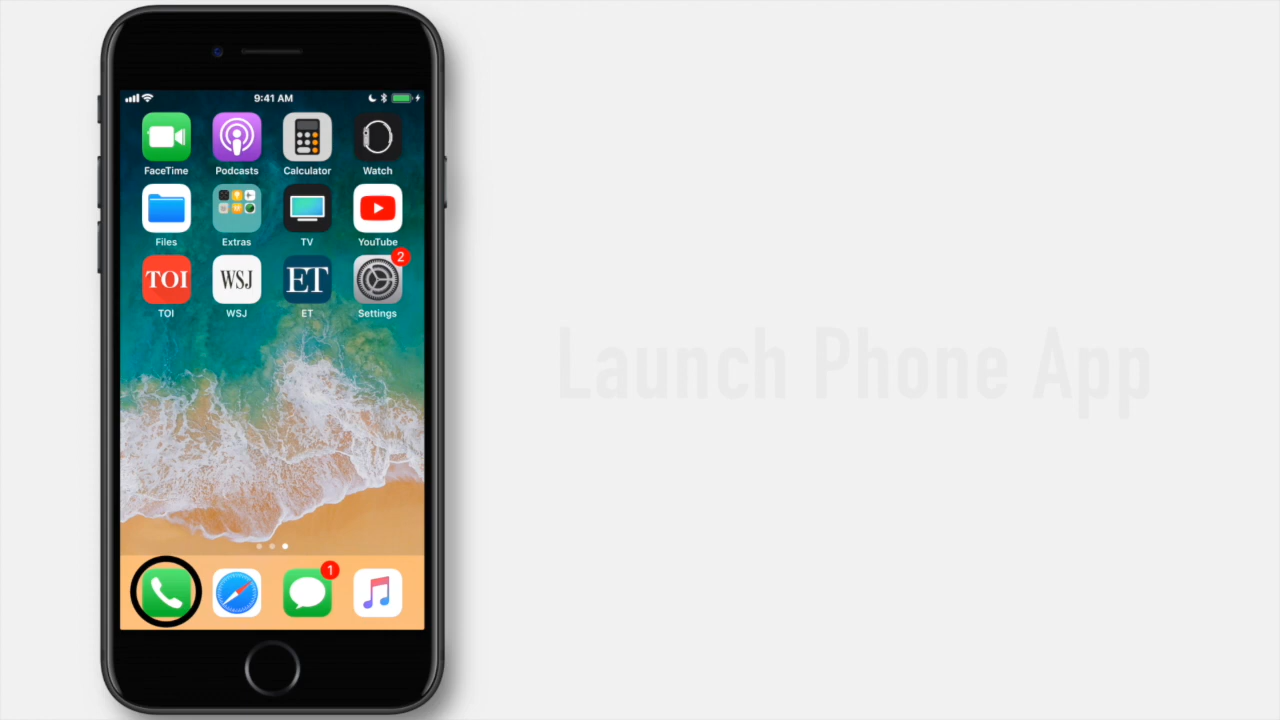 9:41 AM
FaceTime Podcasts Calculator Watch
Files Extras TV YouTube
2
TOI WSJ ET
TOI WSJ ET Settings
Launch Phone App
1